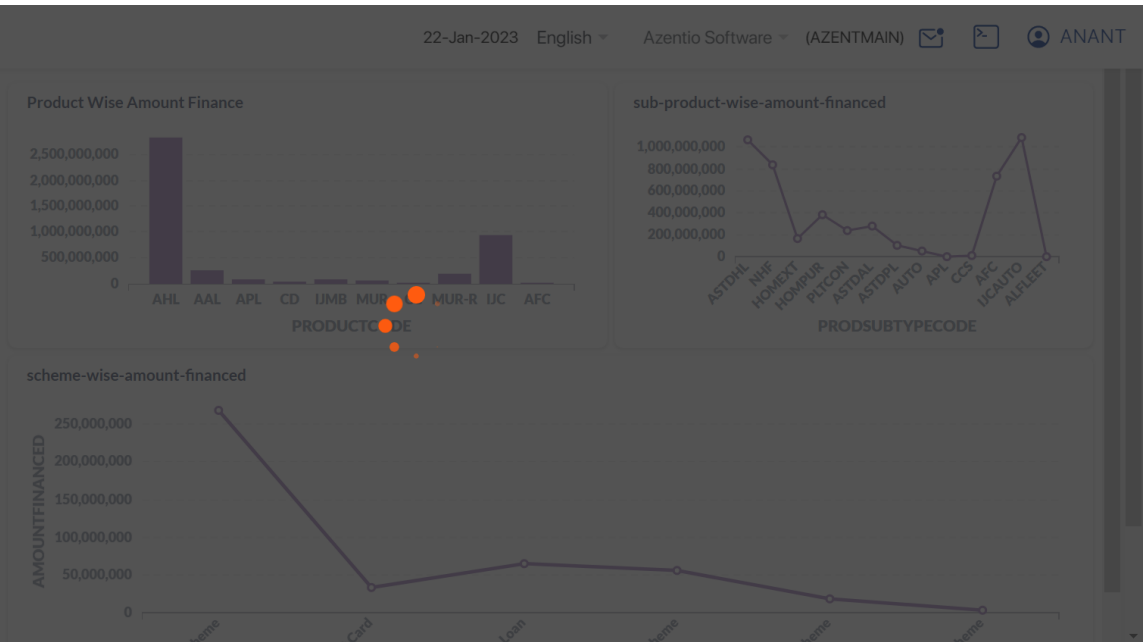 22-Jan-2023 English Azentio Software (AZENTMAIN) ANANT
Product Wise Amount Finance
2,500,000,000
2,000,000,000
1,500,000,000
1,000,000,000
500,000,000
0
AHL AAL APL CD IJMB MUR MUR-R IJC AFC
sub-product-wise-amount-financed
1,000,000,000
800,000,000
600,000,000
400,000,000
200,000,000
0
ASTDHL NHF HOMEXT HOMPUR PLTCON ASTDAL ASTDPL AUTO APL CCS AFC IJCAUTO ALFLEET
PRODSUBTYPECODE
scheme-wise-amount-financed
AMOUNTFINANCED
250,000,000
200,000,000
150,000,000
100,000,000
50,000,000
0
Card Loan